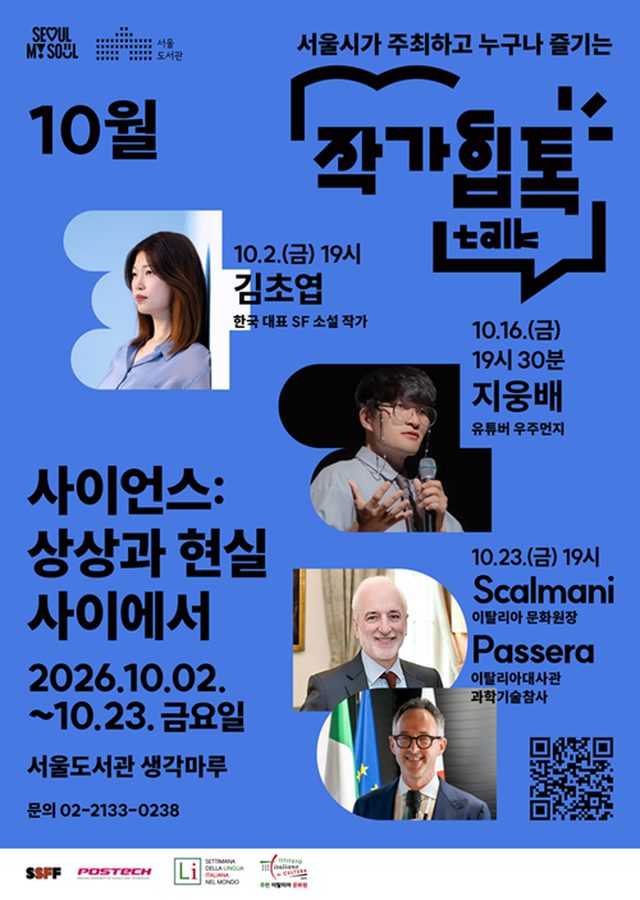 SEOUL
MY SOUL
서울
도서관
서울시가 주최하고 누구나 즐기는
10월
작가입톡
talk
10.2.(금) 19시
김초엽
한국 대표 SF 소설 작가
10.16.(금)
19시 30분
지웅배
유튜버 우주먼지
사이언스:
상상과 현실
사이에서
2026.10.02.
~10.23. 금요일
서울도서관 생각마루
문의 02-2133-0238
10.23.(금) 19시
Scalmani
이탈리아 문화원장
Passera
이탈리아대사관
과학기술참사
SSFF
POSTECH
Li
SETTIMANA
DELLA LINGUA
ITALIANA
NEL MONDO
ISTITUTO
italiano
di CULTURA
주한 이탈리아 문화원